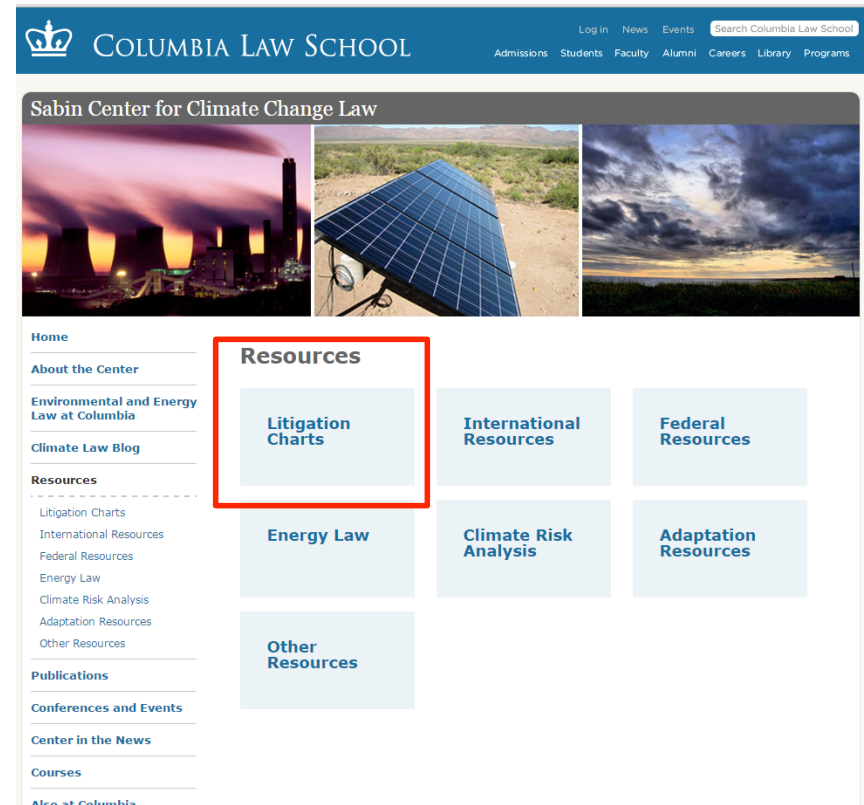 Log in News Events Search Columbia Law School
COLUMBIA LAW SCHOOL
Admissions Students Faculty Alumni Careers Library Programs
Sabin Center for Climate Change Law
Home
About the Center
Environmental and Energy
Law at Columbia
Climate Law Blog
Resources
Litigation Charts
International Resources
Federal Resources
Energy Law
Climate Risk Analysis
Adaptation Resources
Other Resources
Publications
Conferences and Events
Center in the News
Courses
Also at Columbia
Resources
Litigation
Charts
International
Resources
Federal
Resources
Energy Law
Climate Risk
Analysis
Adaptation
Resources
Other
Resources